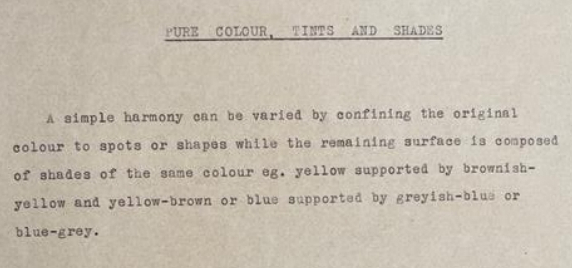 PURE COLOUR, TINTS AND SHADES
A simple harmony can be varied by confining the original
colour to spots or shapes while the remaining surface is composed
of shades of the same colour eg. yellow supported by brownish-
yellow and yellow-brown or blue supported by greyish-blue or
blue-grey.